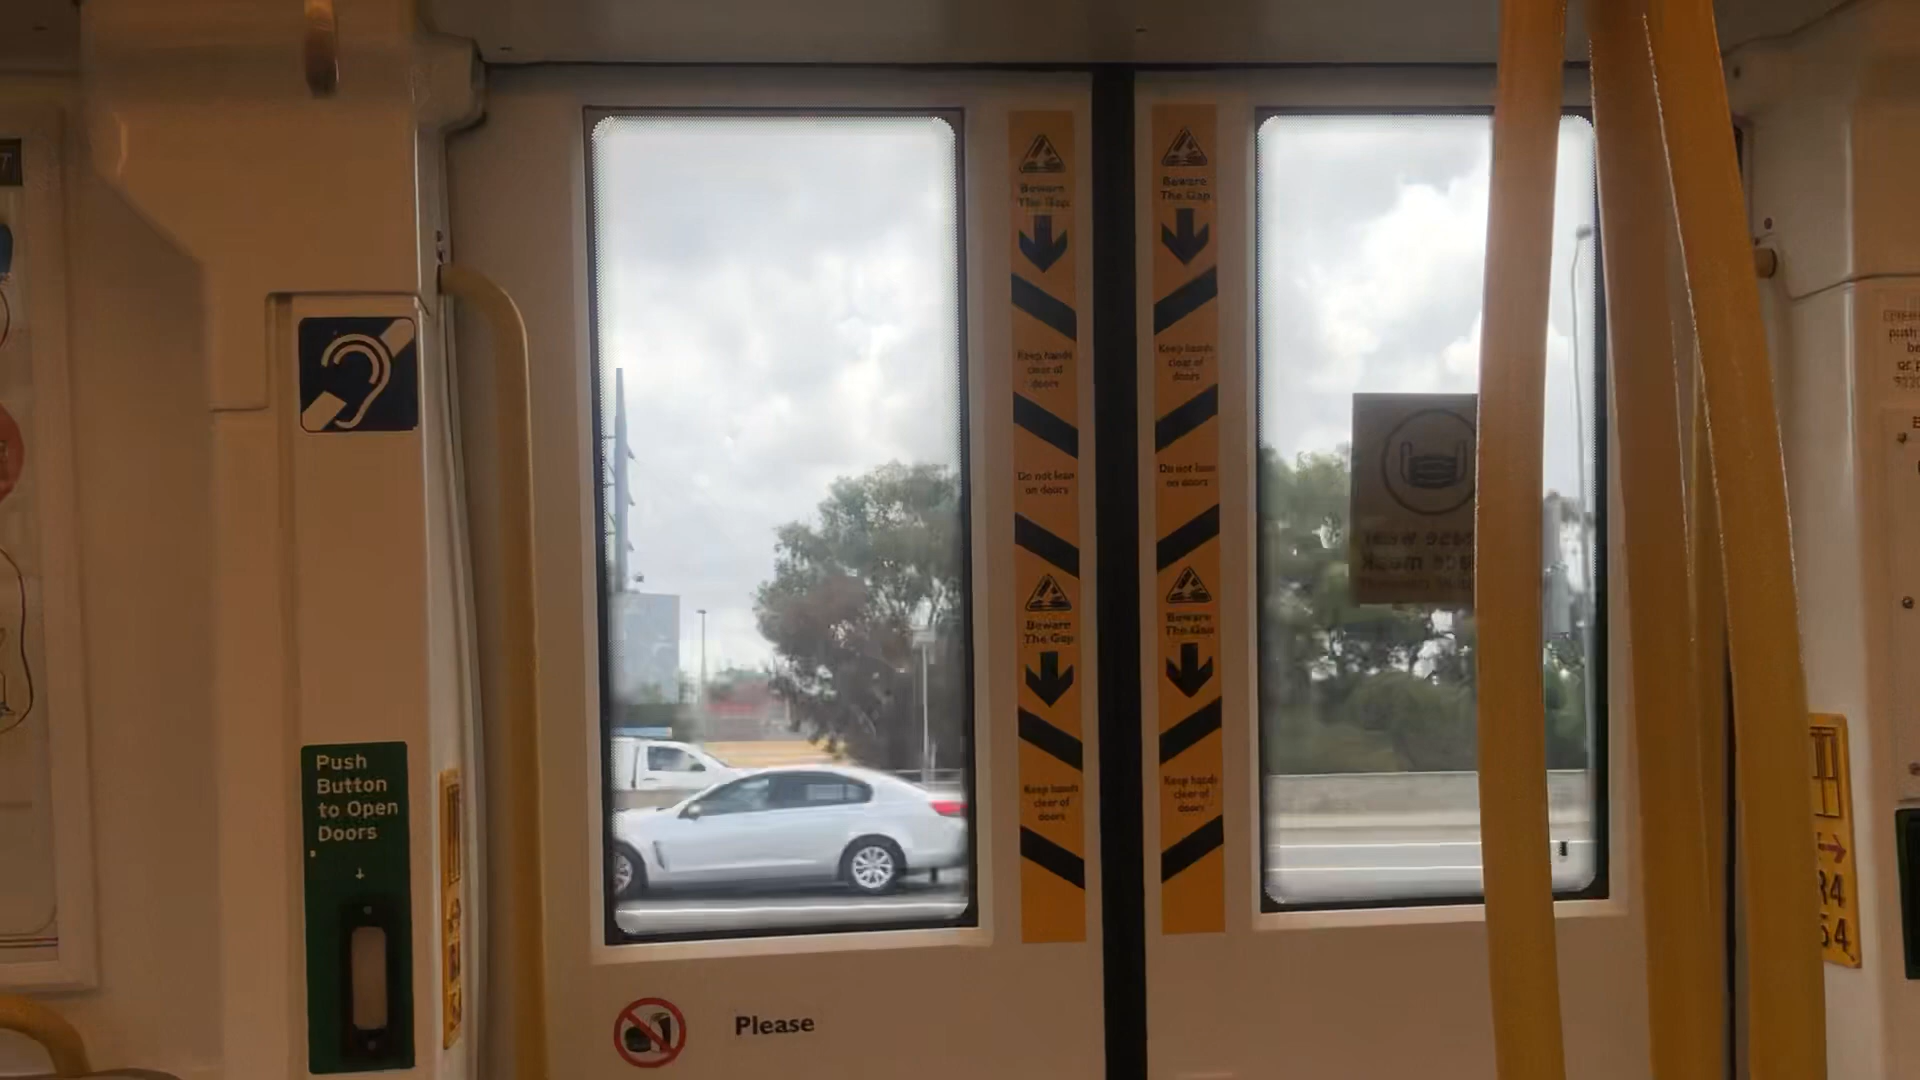 Beware
The Gap
Keep hands
clear of
doors
Do not lean
on doors
Beware
The Gap
Keep hands
clear of
doors
Beware
The Gap
Keep hands
clear of
doors
Do not lean
on doors
Beware
The Gap
Keep hands
clear of
doors
Push
Button
to Open
Doors
Please
push